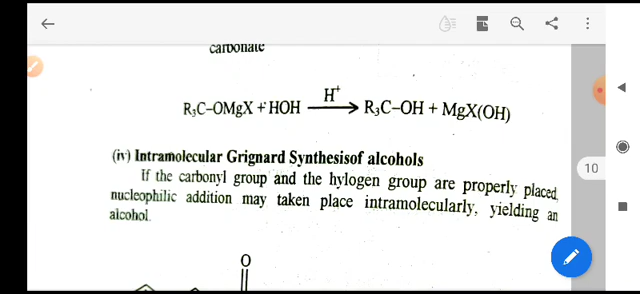 carbonate
R₃C–OMgX + HOH —H⁺→ R₃C–OH + MgX(OH)
(iv) Intramolecular Grignard Synthesisof alcohols
If the carbonyl group and the hylogen group are properly placed,
nucleophilic addition may taken place intramolecularly, yielding an
alcohol.
10
O